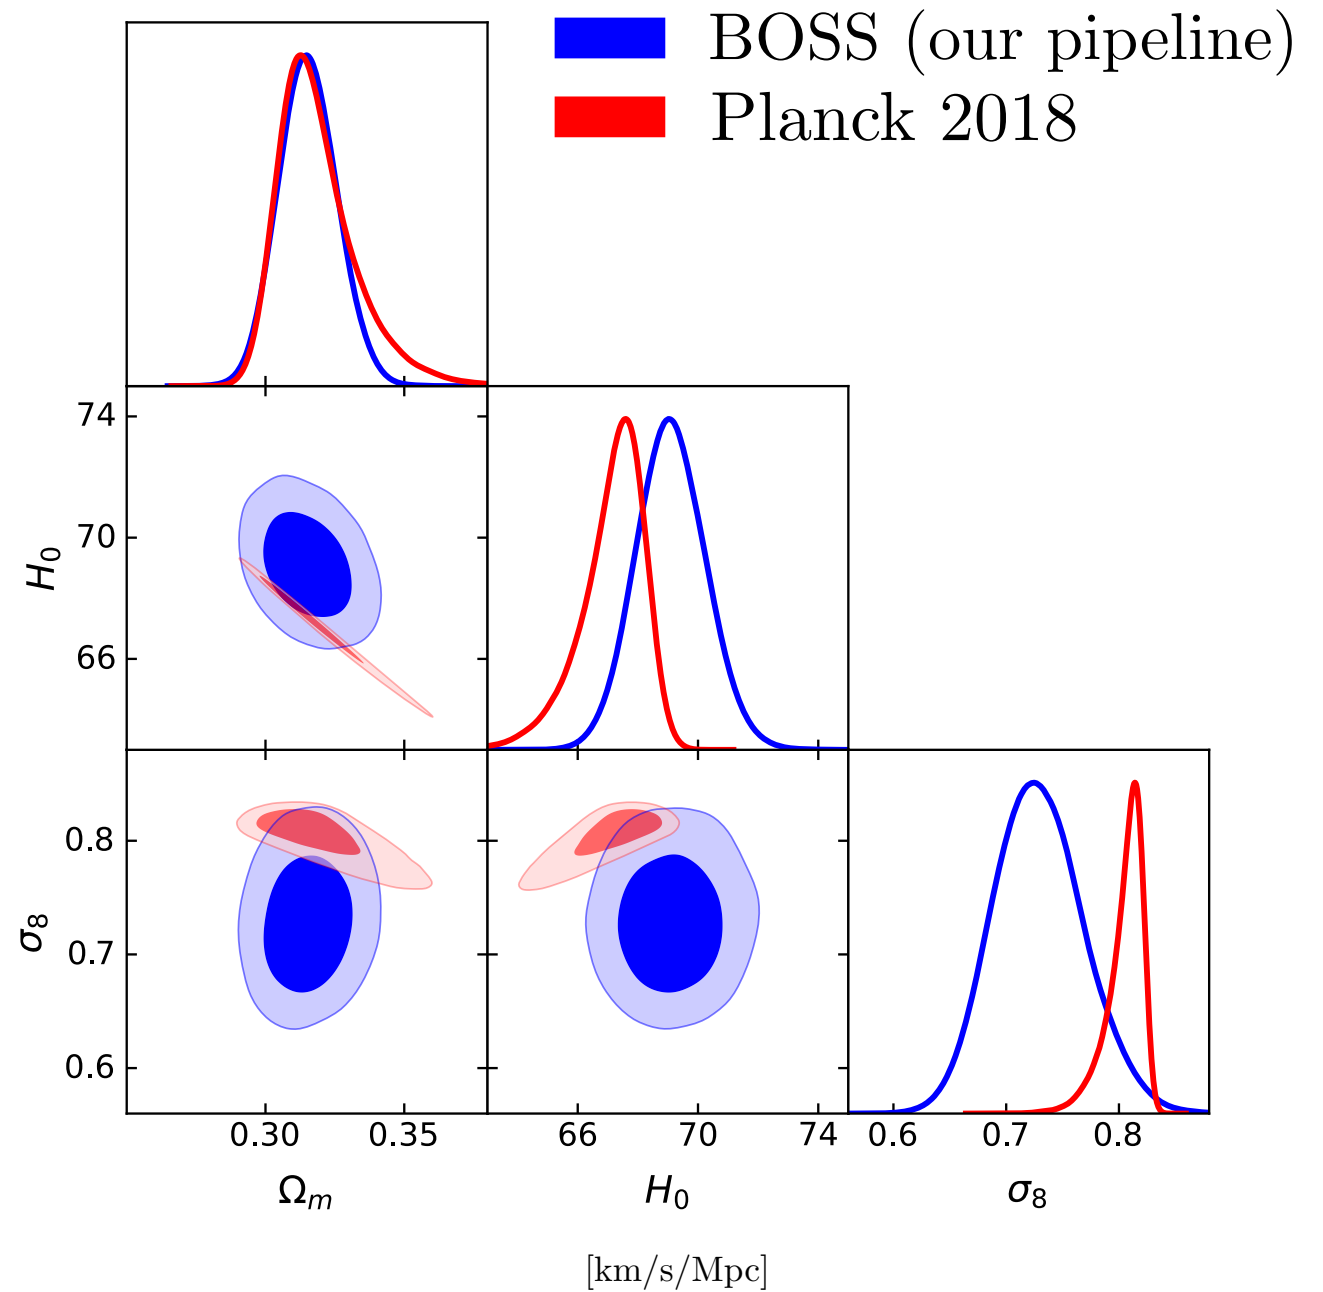 BOSS (our pipeline)
Planck 2018
74
70
66
H₀
0.8
0.7
0.6
σ₈
0.30 0.35
66 70 74
0.6 0.7 0.8
Ωₘ
H₀
σ₈
[km/s/Mpc]